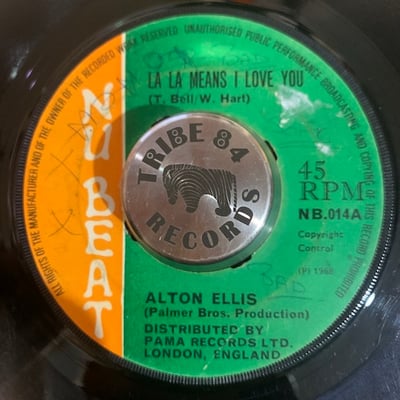 ALL RIGHTS OF THE MANUFACTURER AND OF THE OWNER OF THE RECORDED WORK RESERVED UNAUTHORISED PUBLIC PERFORMANCE BROADCASTING AND COPYING OF THIS RECORD PROHIBITED
NU BEAT
LA LA MEANS I LOVE YOU
(T. Bell/W. Hart)
TRIBE 84
RECORDS
45
RPM
NB.014A
Copyright
Control
(P) 1968
ALTON ELLIS
(Palmer Bros. Production)
DISTRIBUTED BY
PAMA RECORDS LTD.
LONDON, ENGLAND